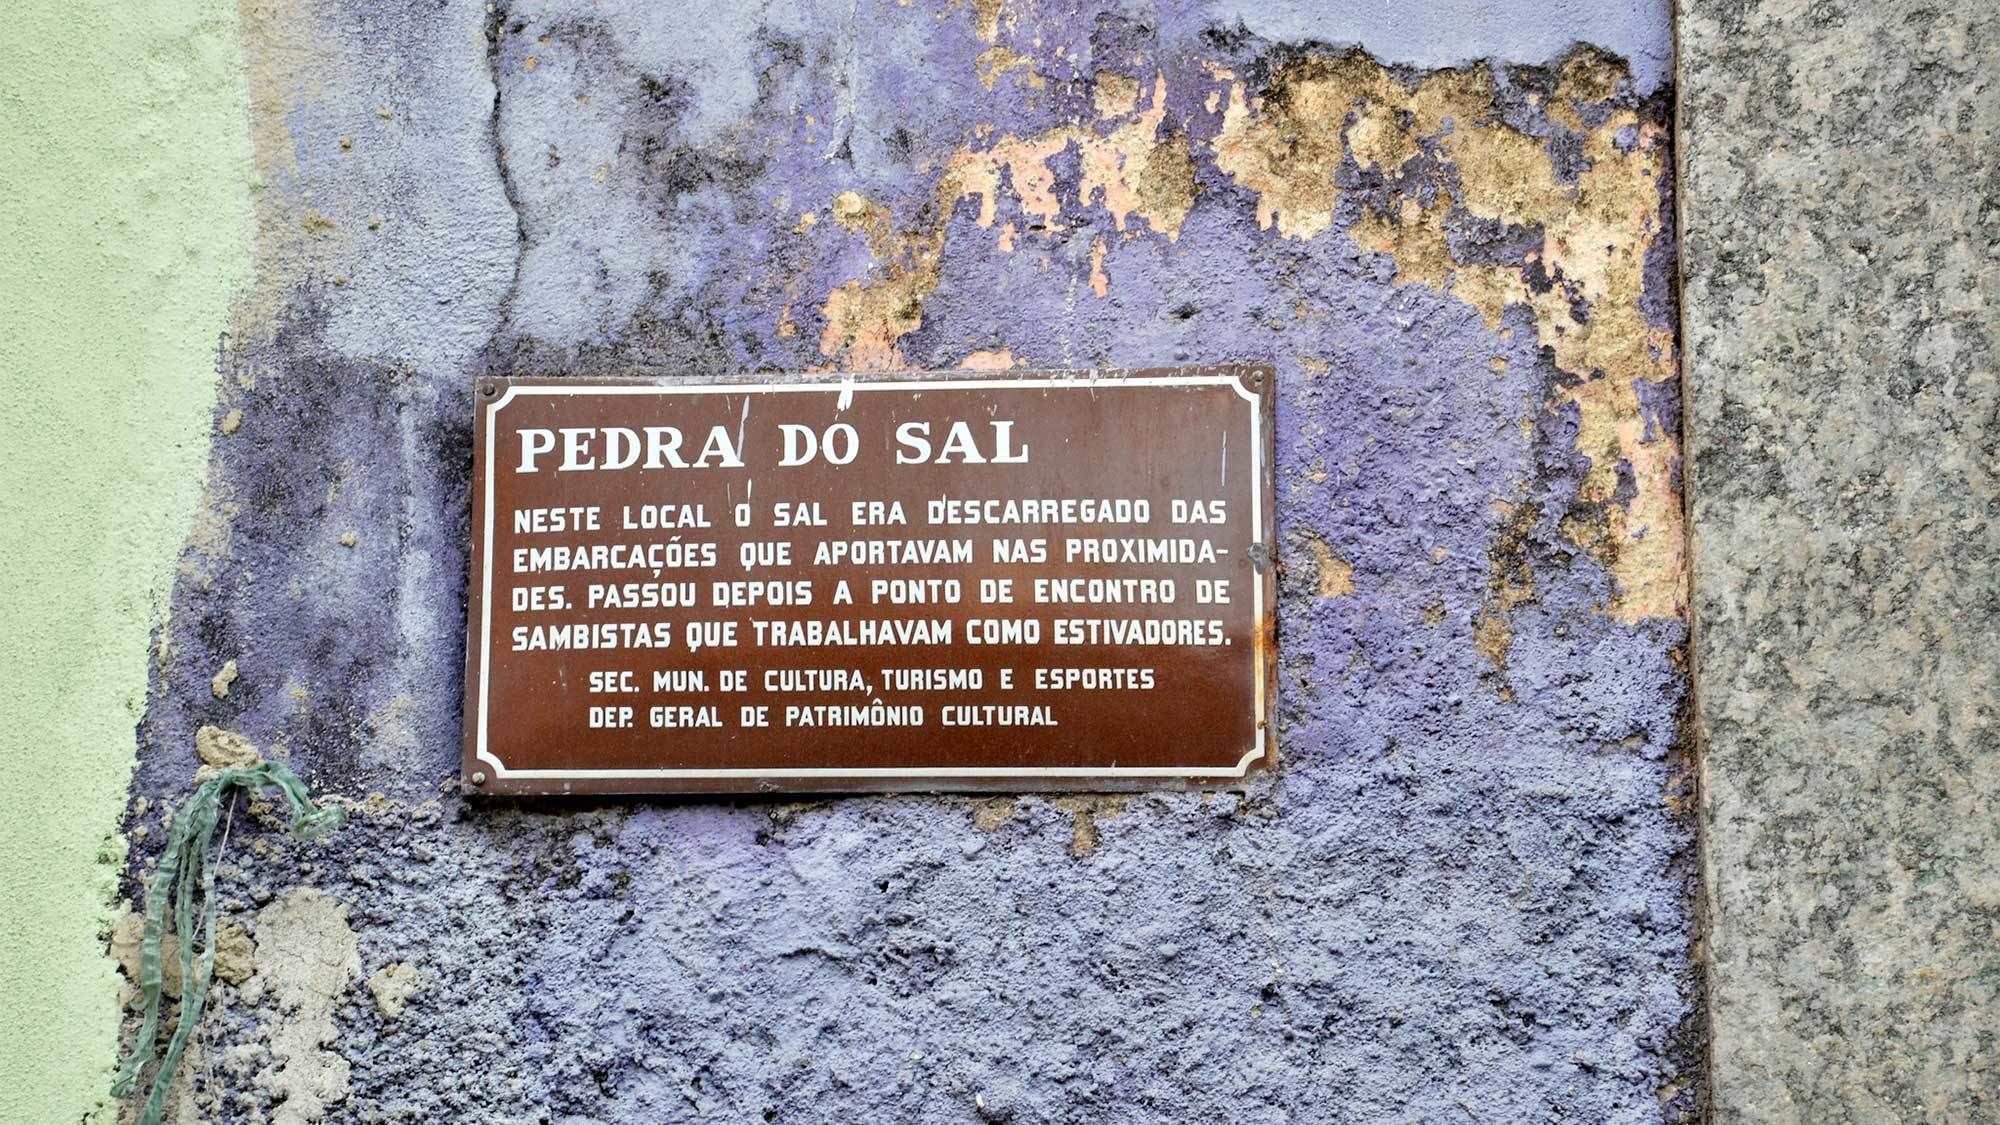 PEDRA DO SAL
NESTE LOCAL O SAL ERA DESCARREGADO DAS
EMBARCAÇÕES QUE APORTAVAM NAS PROXIMIDA-
DES. PASSOU DEPOIS A PONTO DE ENCONTRO DE
SAMBISTAS QUE TRABALHAVAM COMO ESTIVADORES.
SEC. MUN. DE CULTURA, TURISMO E ESPORTES
DEP. GERAL DE PATRIMÔNIO CULTURAL